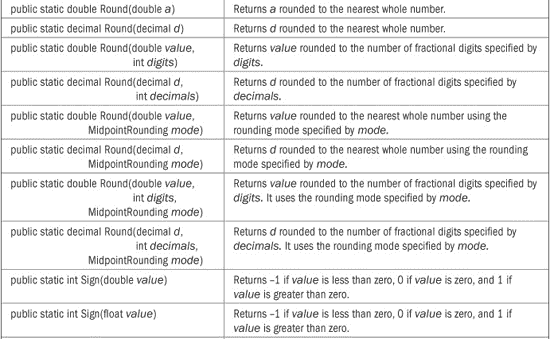 public static double Round(double a) Returns a rounded to the nearest whole number.
public static decimal Round(decimal d) Returns d rounded to the nearest whole number.
public static double Round(double value, Returns value rounded to the number of fractional digits specified by
int digits) digits.
public static decimal Round(decimal d, Returns d rounded to the number of fractional digits specified by
int decimals) decimals.
public static double Round(double value, Returns value rounded to the nearest whole number using the
MidpointRounding mode) rounding mode specified by mode.
public static decimal Round(decimal d, Returns d rounded to the nearest whole number using the rounding
MidpointRounding mode) mode specified by mode.
public static double Round(double value, Returns value rounded to the number of fractional digits specified by
int digits, digits. It uses the rounding mode specified by mode.
MidpointRounding mode)
public static decimal Round(decimal d, Returns d rounded to the number of fractional digits specified by
int decimals, decimals. It uses the rounding mode specified by mode.
MidpointRounding mode)
public static int Sign(double value) Returns –1 if value is less than zero, 0 if value is zero, and 1 if
value is greater than zero.
public static int Sign(float value) Returns –1 if value is less than zero, 0 if value is zero, and 1 if
value is greater than zero.